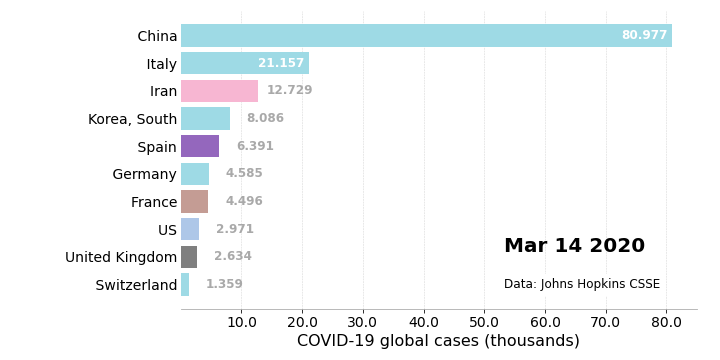 China 80.977
Italy 21.157
Iran 12.729
Korea, South 8.086
Spain 6.391
Germany 4.585
France 4.496
US 2.971
United Kingdom 2.634
Switzerland 1.359
Mar 14 2020
Data: Johns Hopkins CSSE
10.0 20.0 30.0 40.0 50.0 60.0 70.0 80.0
COVID-19 global cases (thousands)